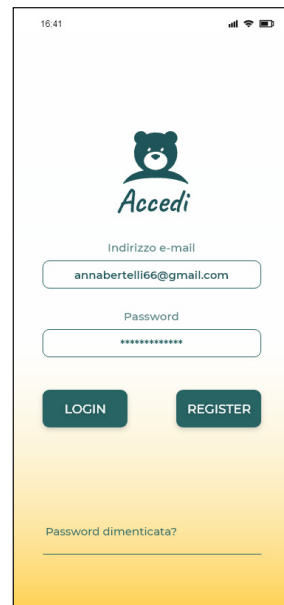 16:41
Accedi
Indirizzo e-mail
annabertelli66@gmail.com
Password
*************
LOGIN
REGISTER
Password dimenticata?